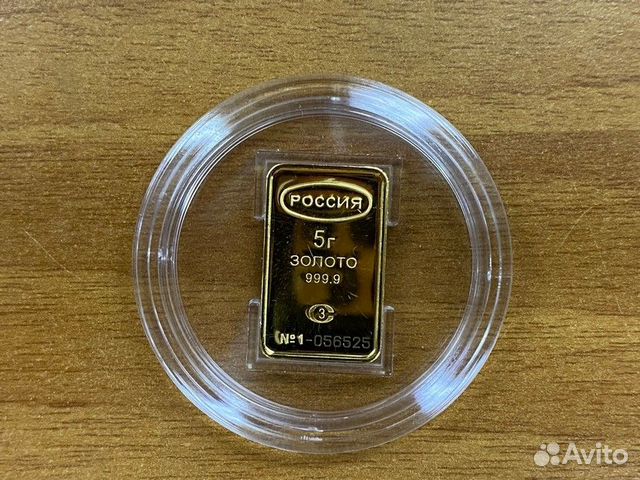 РОССИЯ
5г
ЗОЛОТО
999.9
З
№1-056525
Avito